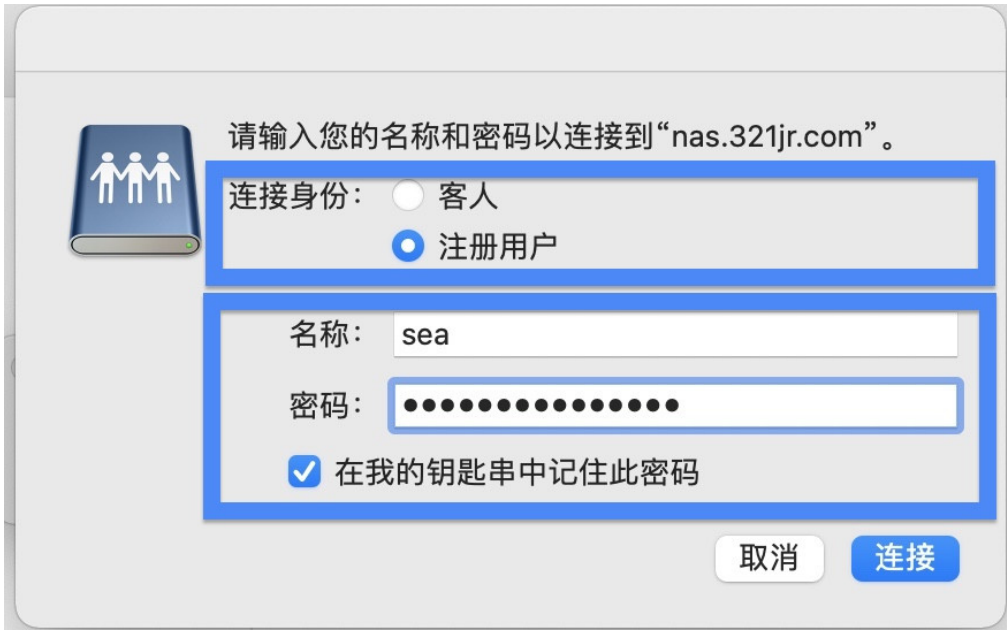 请输入您的名称和密码以连接到“nas.321jr.com”。
连接身份： 客人
注册用户
名称： sea
密码： •••••••••••••••
在我的钥匙串中记住此密码
取消 连接